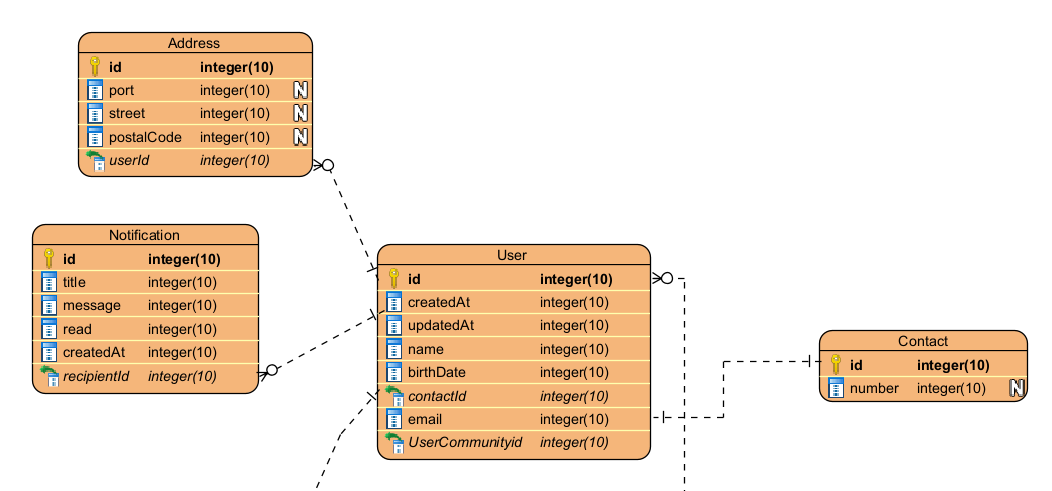 Address
id integer(10)
port integer(10) N
street integer(10) N
postalCode integer(10) N
userId integer(10)
Notification
id integer(10)
title integer(10)
message integer(10)
read integer(10)
createdAt integer(10)
recipientId integer(10)
User
id integer(10)
createdAt integer(10)
updatedAt integer(10)
name integer(10)
birthDate integer(10)
contactId integer(10)
email integer(10)
UserCommunityid integer(10)
Contact
id integer(10)
number integer(10) N